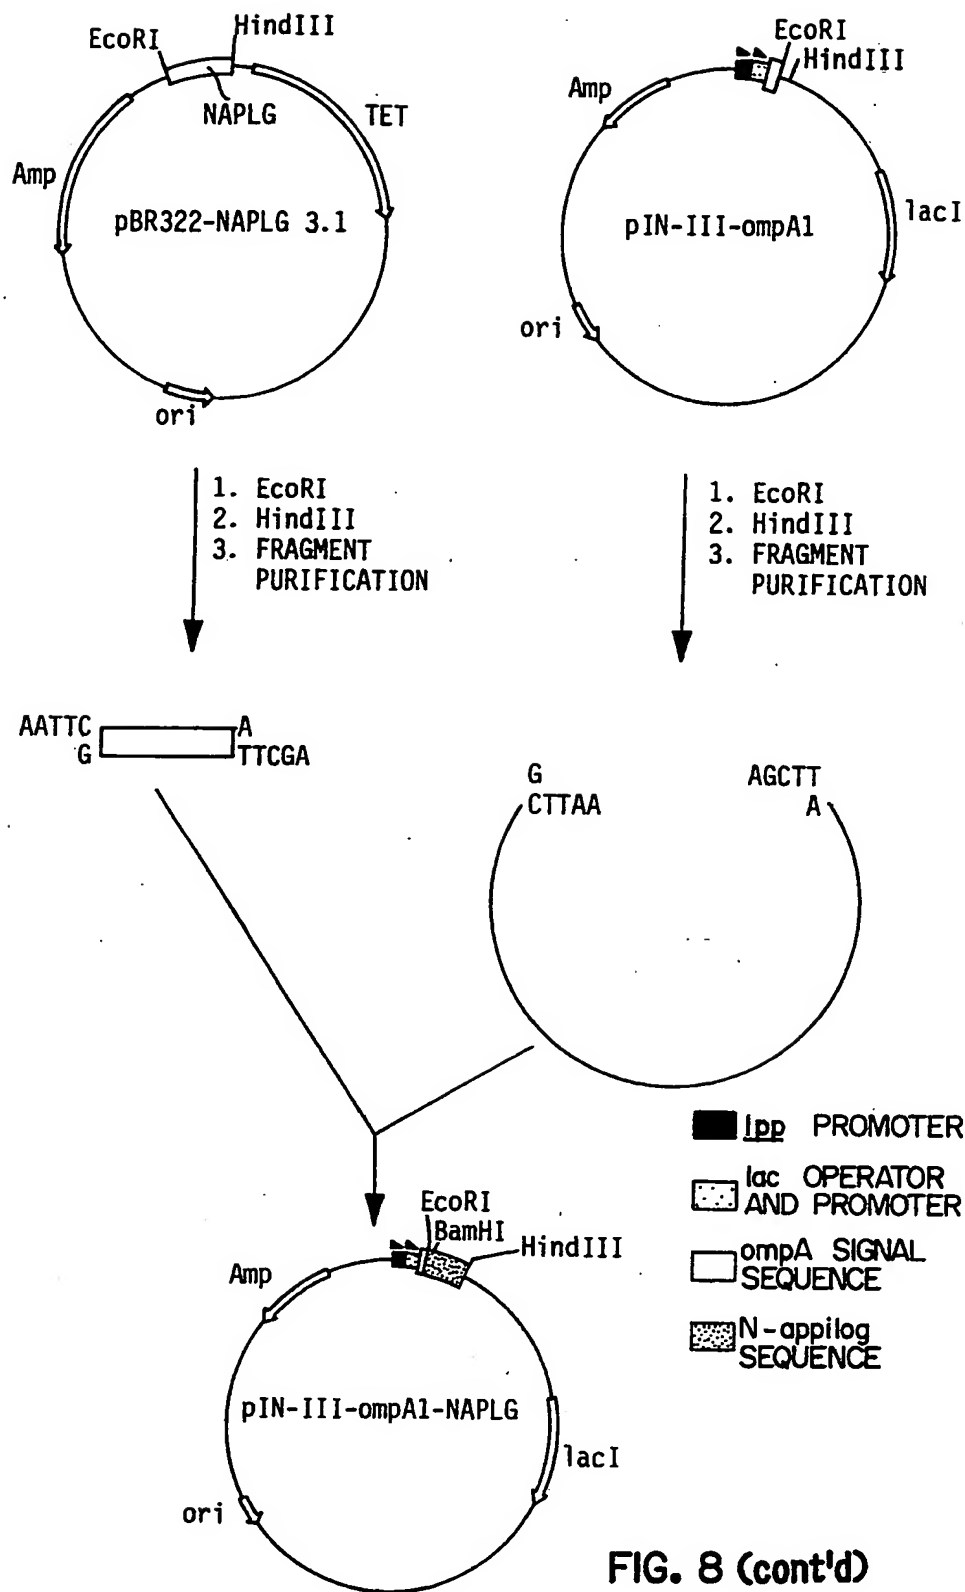 EcoRI
HindIII
NAPLG
TET
Amp
pBR322-NAPLG 3.1
ori
EcoRI
HindIII
Amp
lacI
pIN-III-ompA1
ori
1. EcoRI
2. HindIII
3. FRAGMENT
PURIFICATION
1. EcoRI
2. HindIII
3. FRAGMENT
PURIFICATION
AATTC
G
A
TTCGA
G
CTTAA
AGCTT
A
lpp PROMOTER
lac OPERATOR
AND PROMOTER
ompA SIGNAL
SEQUENCE
N-appilog
SEQUENCE
EcoRI
BamHI
HindIII
Amp
pIN-III-ompA1-NAPLG
lacI
ori
FIG. 8 (cont'd)